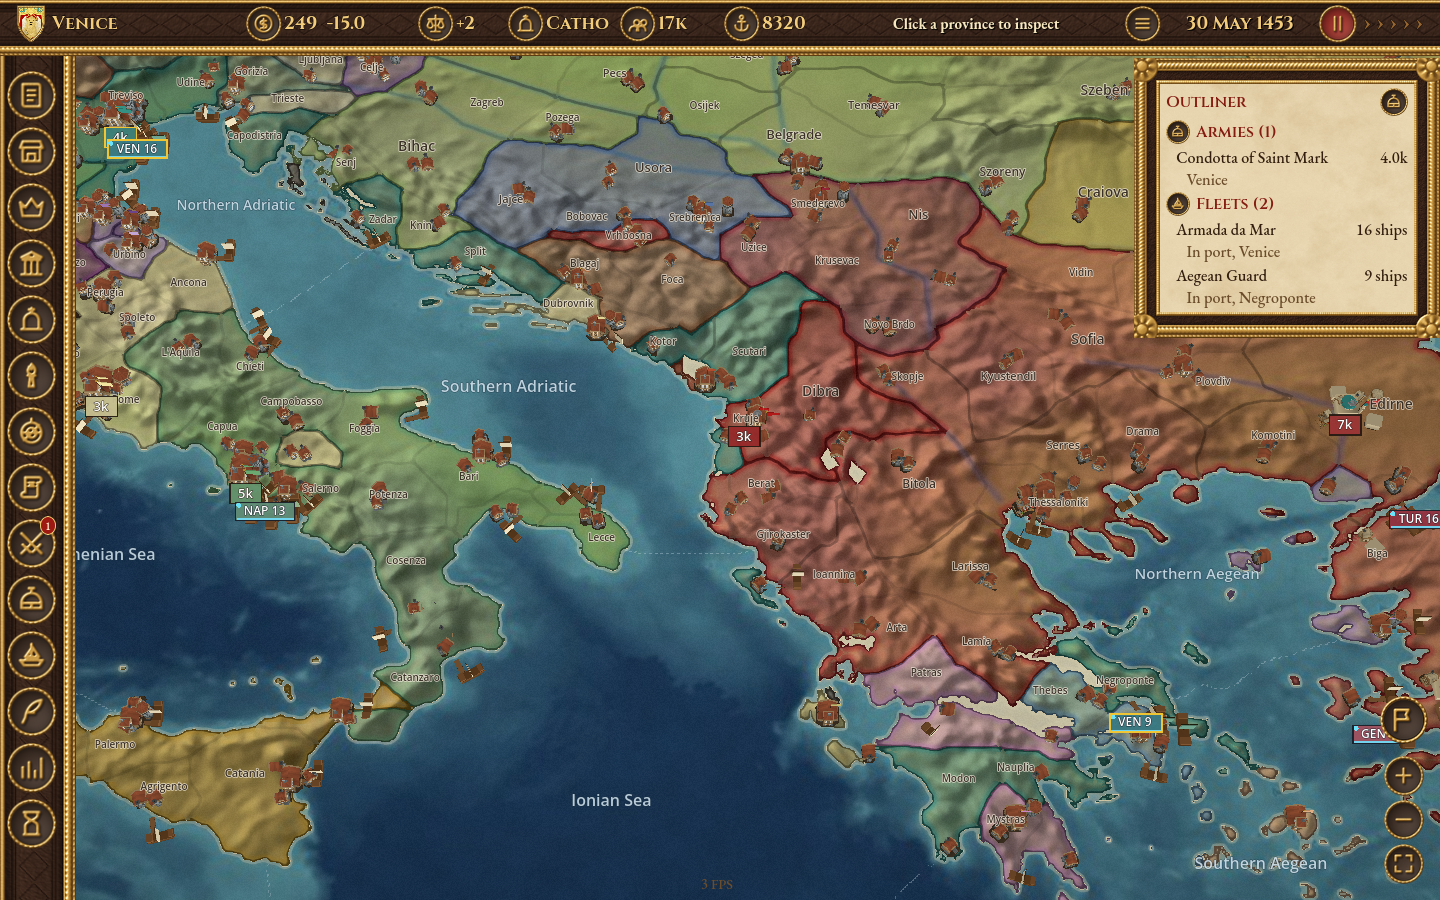 VENICE
249 -15.0
+2
CATHO
17K
8320
Click a province to inspect
30 MAY 1453
OUTLINER
ARMIES (1)
Condotta of Saint Mark 4.0k
Venice
FLEETS (2)
Armada da Mar 16 ships
In port, Venice
Aegean Guard 9 ships
In port, Negroponte
1
Ljubljana
Celje
Gorizia
Udine
Treviso
Trieste
Capodistria
4k
VEN 16
Zagreb
Pecs
Szeged
Osijek
Pozega
Temesvar
Szeben
Belgrade
Bihac
Senj
Usora
Szoreny
Craiova
Northern Adriatic
Zadar
Knin
Jajce
Bobovac
Srebrenica
Smederevo
Nis
Vrhbosna
Split
Uzice
Krusevac
Urbino
Ancona
Perugia
Spoleto
Blagaj
Foca
Vidin
Dubrovnik
Novo Brdo
Sofia
L'Aquila
Chieti
Kotor
Scutari
Skopje
Kyustendil
Plovdiv
Southern Adriatic
Dibra
Edirne
Campobasso
Capua
Foggia
3k
Kruje
3k
7k
Serres
Drama
Komotini
Bari
Berat
Bitola
5k
NAP 13
Salerno
Potenza
Thessaloniki
TUR 16
Lecce
Gjirokaster
Biga
Cosenza
Ioannina
Larissa
Northern Aegean
Arta
Lamia
Catanzaro
Patras
Thebes
Negroponte
VEN 9
GEN
Palermo
Catania
Agrigento
Modon
Nauplia
Ionian Sea
Mystras
Southern Aegean
3 FPS